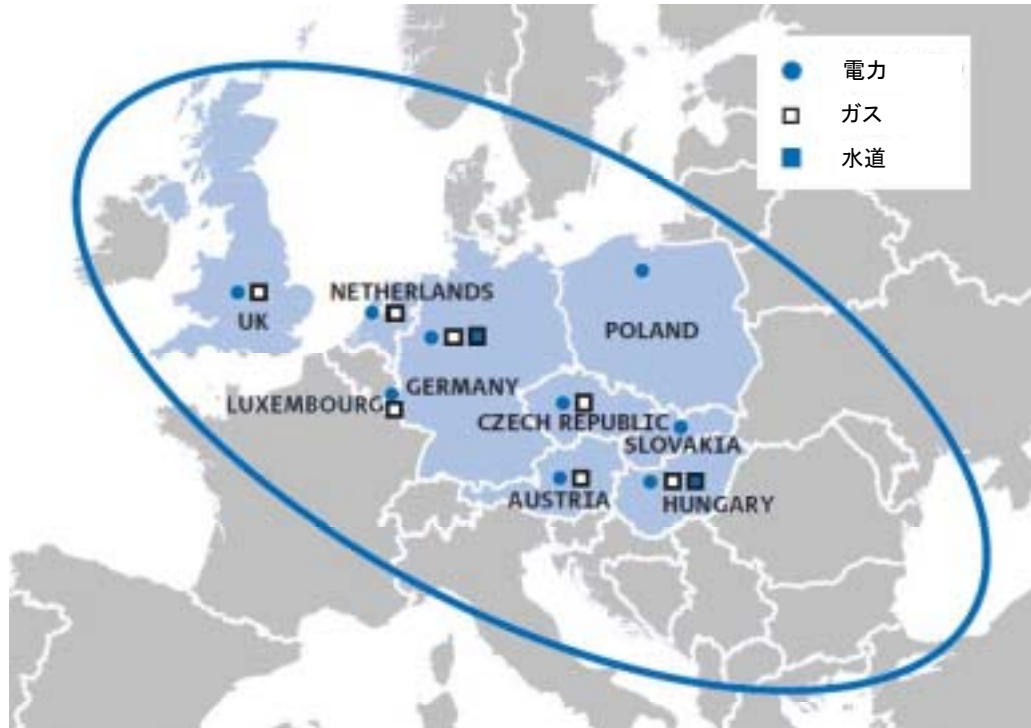 電力
ガス
水道
NETHERLANDS
UK
POLAND
GERMANY
LUXEMBOURG
CZECH REPUBLIC
SLOVAKIA
AUSTRIA
HUNGARY